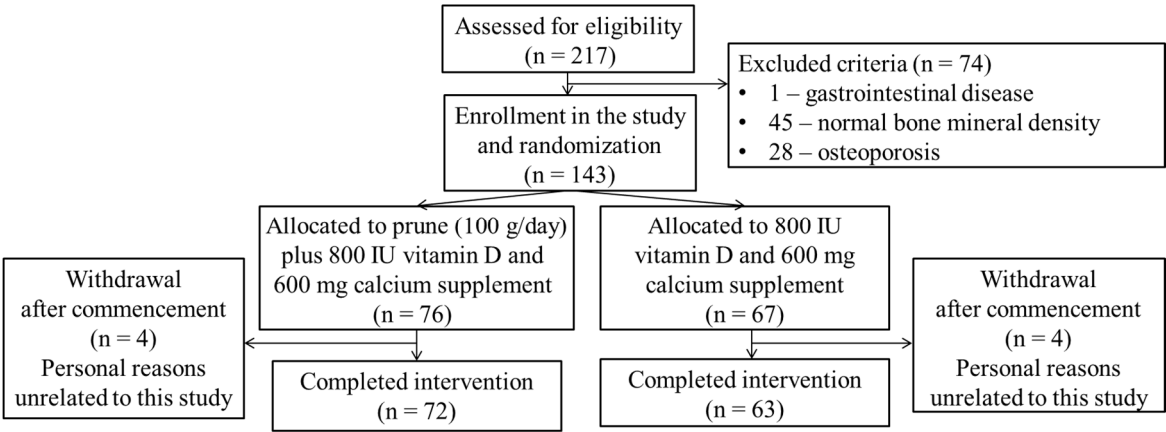 Assessed for eligibility
(n = 217)
Excluded criteria (n = 74)
• 1 – gastrointestinal disease
• 45 – normal bone mineral density
• 28 – osteoporosis
Enrollment in the study
and randomization
(n = 143)
Allocated to prune (100 g/day)
plus 800 IU vitamin D and
600 mg calcium supplement
(n = 76)
Allocated to 800 IU
vitamin D and 600 mg
calcium supplement
(n = 67)
Withdrawal
after commencement
(n = 4)
Personal reasons
unrelated to this study
Withdrawal
after commencement
(n = 4)
Personal reasons
unrelated to this study
Completed intervention
(n = 72)
Completed intervention
(n = 63)